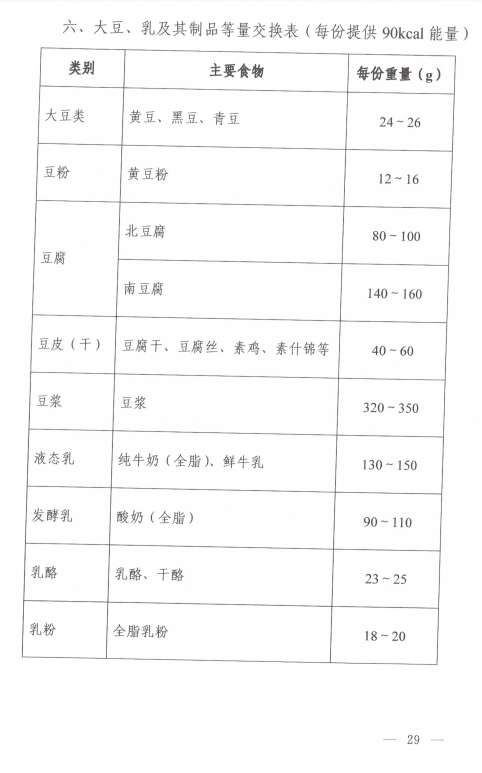 六、大豆、乳及其制品等量交换表（每份提供 90kcal 能量）
类别 主要食物 每份重量（g）
大豆类 黄豆、黑豆、青豆 24～26
豆粉 黄豆粉 12～16
豆腐 北豆腐 80～100
南豆腐 140～160
豆皮（干） 豆腐干、豆腐丝、素鸡、素什锦等 40～60
豆浆 豆浆 320～350
液态乳 纯牛奶（全脂）、鲜牛乳 130～150
发酵乳 酸奶（全脂） 90～110
乳酪 乳酪、干酪 23～25
乳粉 全脂乳粉 18～20
— 29 —